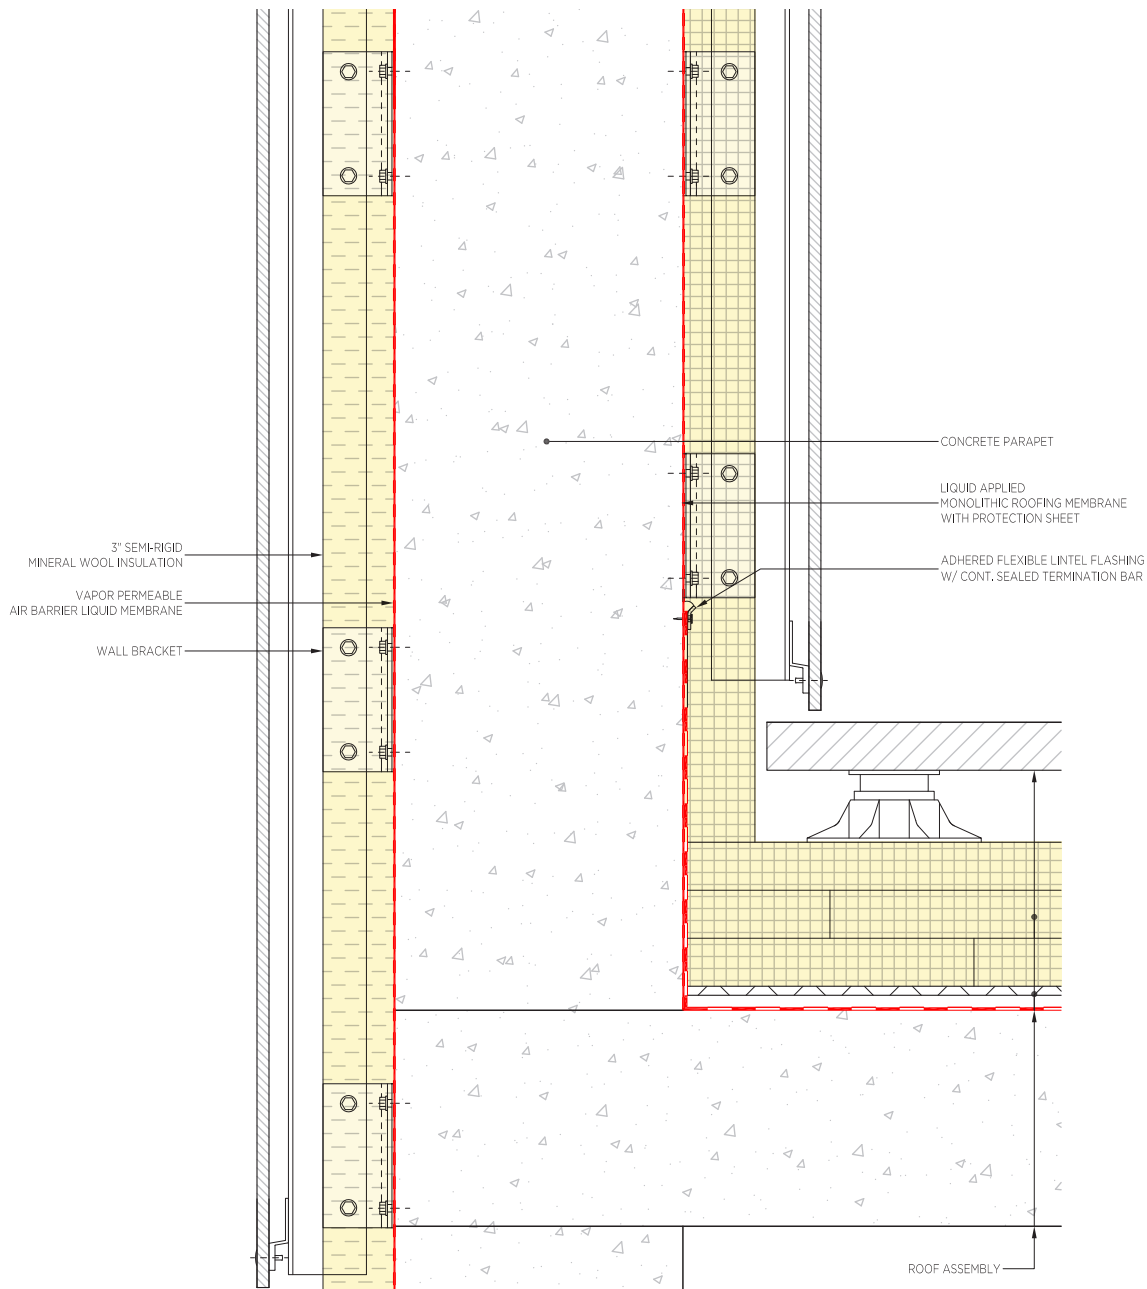 CONCRETE PARAPET
LIQUID APPLIED
MONOLITHIC ROOFING MEMBRANE
WITH PROTECTION SHEET
3" SEMI-RIGID
MINERAL WOOL INSULATION
ADHERED FLEXIBLE LINTEL FLASHING
W/ CONT. SEALED TERMINATION BAR
VAPOR PERMEABLE
AIR BARRIER LIQUID MEMBRANE
WALL BRACKET
ROOF ASSEMBLY